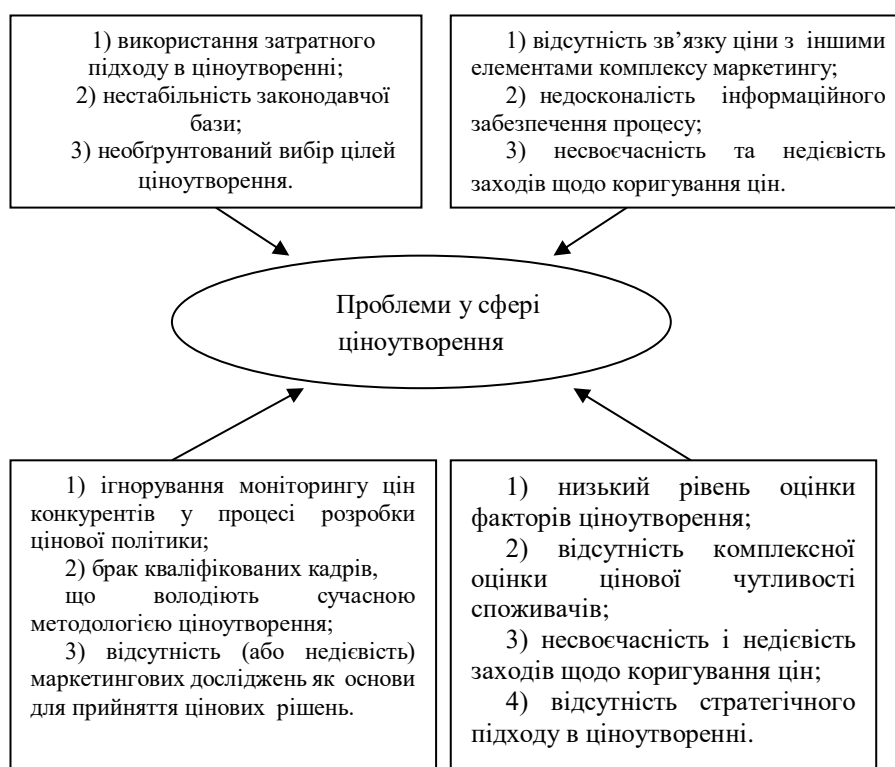 1) використання затратного
підходу в ціноутворенні;
2) нестабільність законодавчої
бази;
3) необґрунтований вибір цілей
ціноутворення.
1) відсутність зв’язку ціни з іншими
елементами комплексу маркетингу;
2) недосконалість інформаційного
забезпечення процесу;
3) несвоєчасність та недієвість
заходів щодо коригування цін.
Проблеми у сфері
ціноутворення
1) ігнорування моніторингу цін
конкурентів у процесі розробки
цінової політики;
2) брак кваліфікованих кадрів,
що володіють сучасною
методологією ціноутворення;
3) відсутність (або недієвість)
маркетингових досліджень як основи
для прийняття цінових рішень.
1) низький рівень оцінки
факторів ціноутворення;
2) відсутність комплексної
оцінки цінової чутливості
споживачів;
3) несвоєчасність і недієвість
заходів щодо коригування цін;
4) відсутність стратегічного
підходу в ціноутворенні.